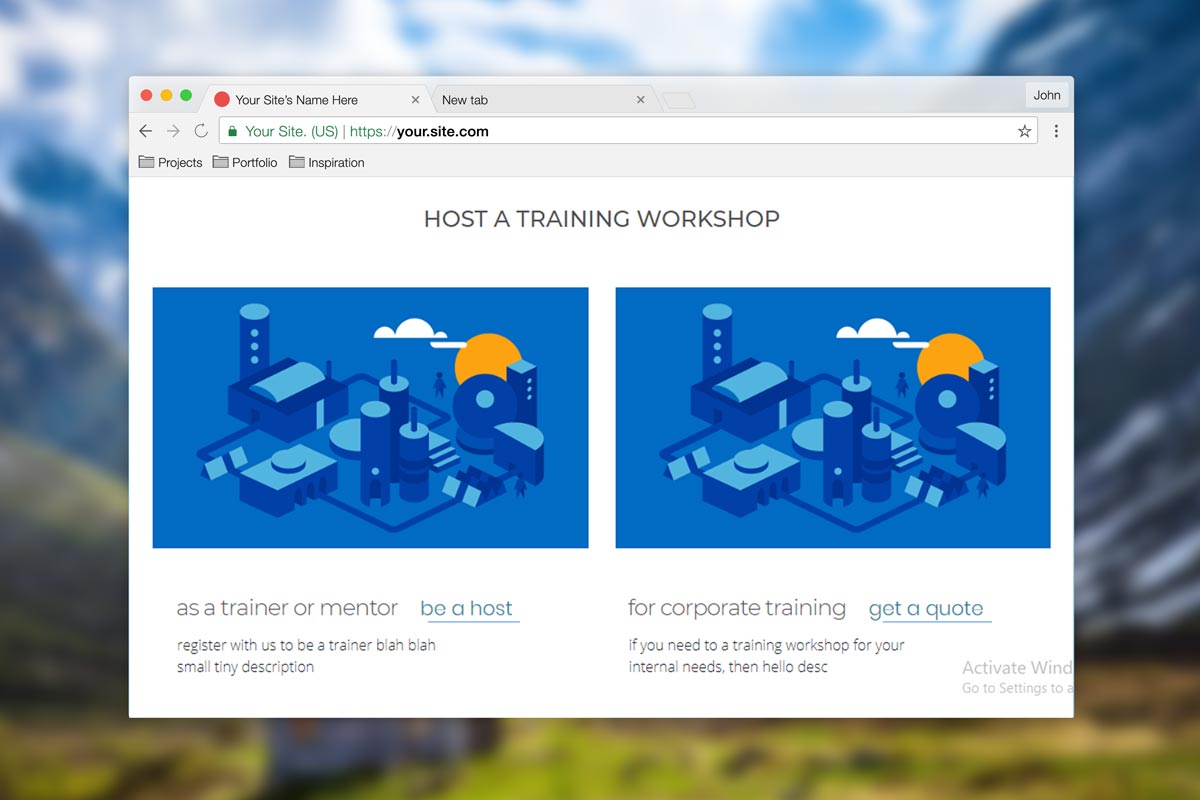 Your Site's Name Here
New tab
John
Your Site. (US) | https://your.site.com
Projects Portfolio Inspiration
HOST A TRAINING WORKSHOP
as a trainer or mentor be a host
register with us to be a trainer blah blah
small tiny description
for corporate training get a quote
if you need to a training workshop for your
internal needs, then hello desc
Activate Wind
Go to Settings to a